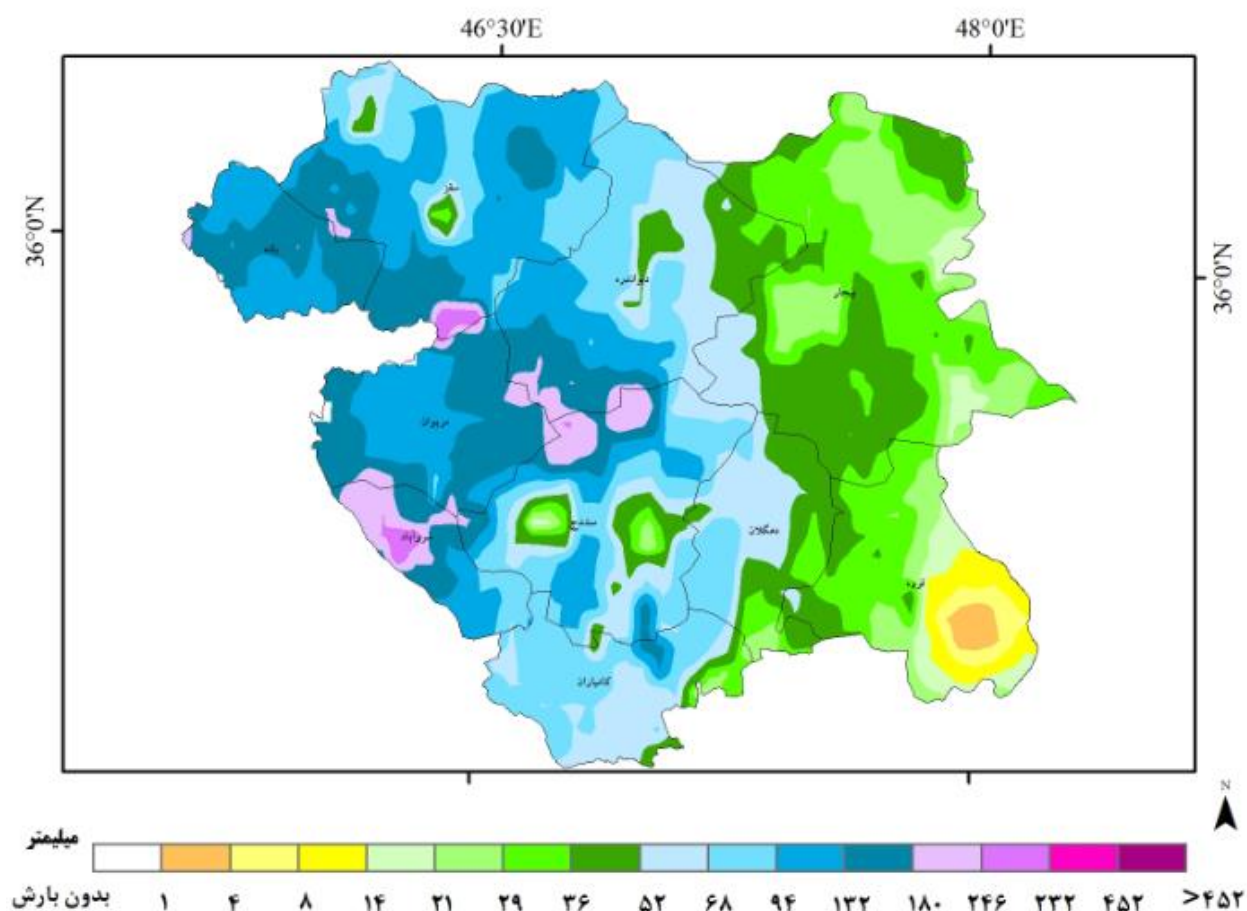 46°30'E 48°0'E
36°0'N
36°0'N
سقز
بانه
دیواندره
بیجار
مریوان
سنندج
دهگلان
سروآباد
قروه
کامیاران
N
میلیمتر
بدون بارش ۱ ۴ ۸ ۱۴ ۲۱ ۲۹ ۳۶ ۵۲ ۶۸ ۹۴ ۱۳۲ ۱۸۰ ۲۴۶ ۲۳۲ ۴۵۲ >۴۵۲